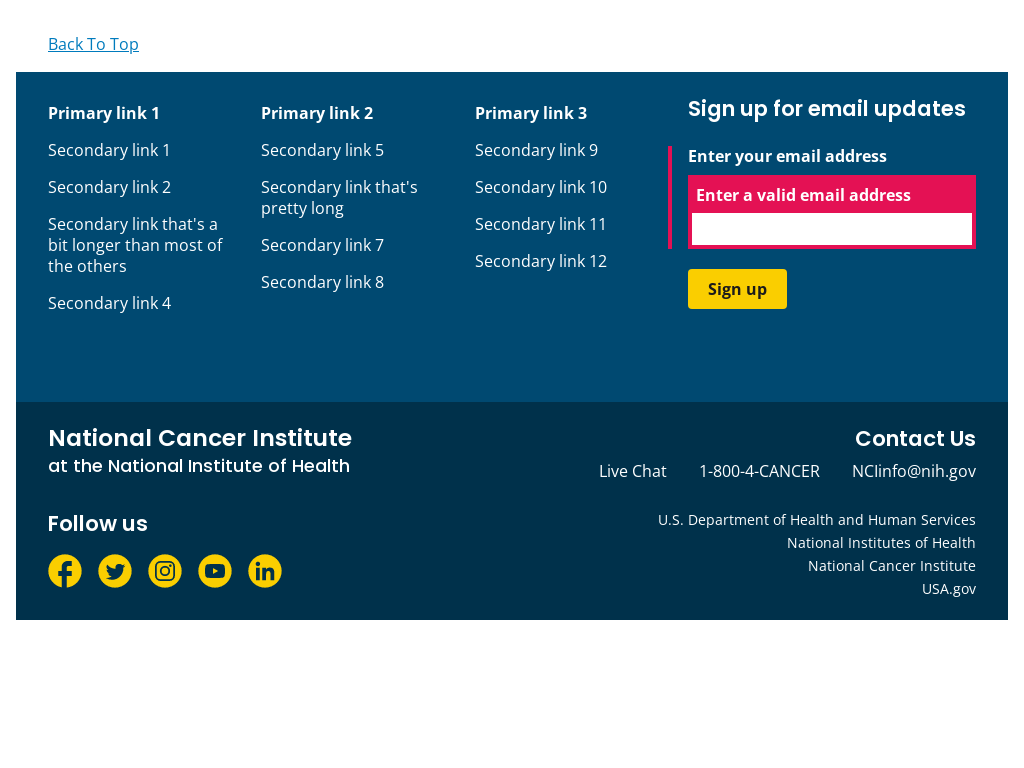 Back To Top
Primary link 1
Secondary link 1
Secondary link 2
Secondary link that's a
bit longer than most of
the others
Secondary link 4
Primary link 2
Secondary link 5
Secondary link that's
pretty long
Secondary link 7
Secondary link 8
Primary link 3
Secondary link 9
Secondary link 10
Secondary link 11
Secondary link 12
Sign up for email updates
Enter your email address
Enter a valid email address
Sign up
National Cancer Institute
at the National Institute of Health
Follow us
Contact Us
Live Chat 1-800-4-CANCER NCIinfo@nih.gov
U.S. Department of Health and Human Services
National Institutes of Health
National Cancer Institute
USA.gov